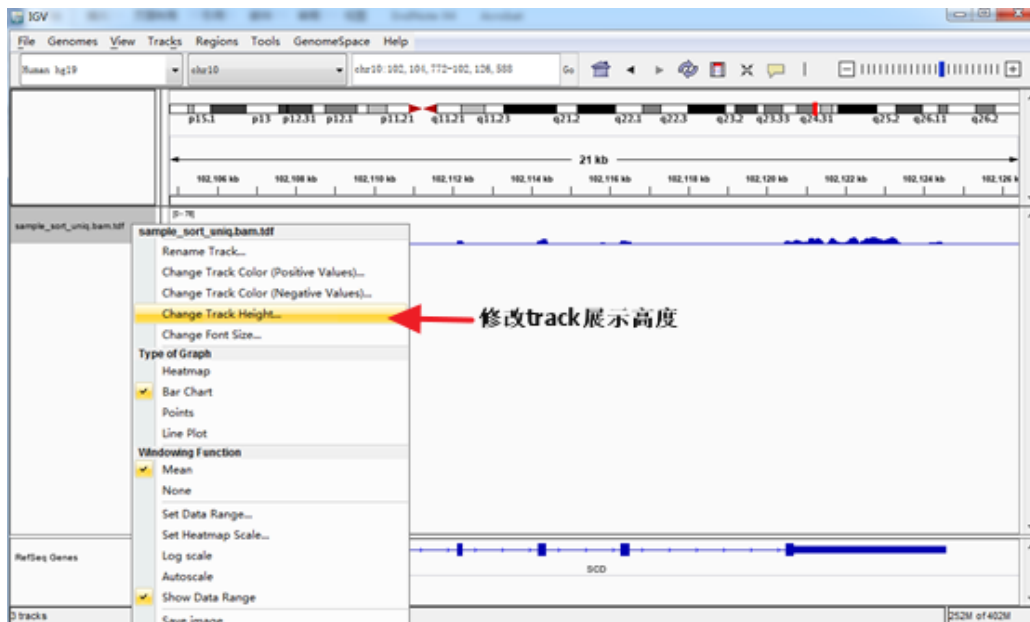 IGV
File Genomes View Tracks Regions Tools GenomeSpace Help
Human hg19 chr10 chr10:102,104,772-102,126,588 Go
p15.1 p13 p12.31 p12.1 p11.21 q11.21 q11.23 q21.2 q22.1 q22.3 q23.2 q23.33 q24.31 q25.2 q26.11 q26.2
21 kb
102,106 kb 102,108 kb 102,110 kb 102,112 kb 102,114 kb 102,116 kb 102,118 kb 102,120 kb 102,122 kb 102,124 kb 102,126 k
[0-78]
sample_sort_uniq.bam.tdf
sample_sort_uniq.bam.tdf
Rename Track...
Change Track Color (Positive Values)...
Change Track Color (Negative Values)...
Change Track Height...
修改track展示高度
Change Font Size...
Type of Graph
Heatmap
Bar Chart
Points
Line Plot
Windowing Function
Mean
None
Set Data Range...
Set Heatmap Scale...
Log scale
Autoscale
Show Data Range
Save image
RefSeq Genes
SCD
3 tracks
252M of 402M